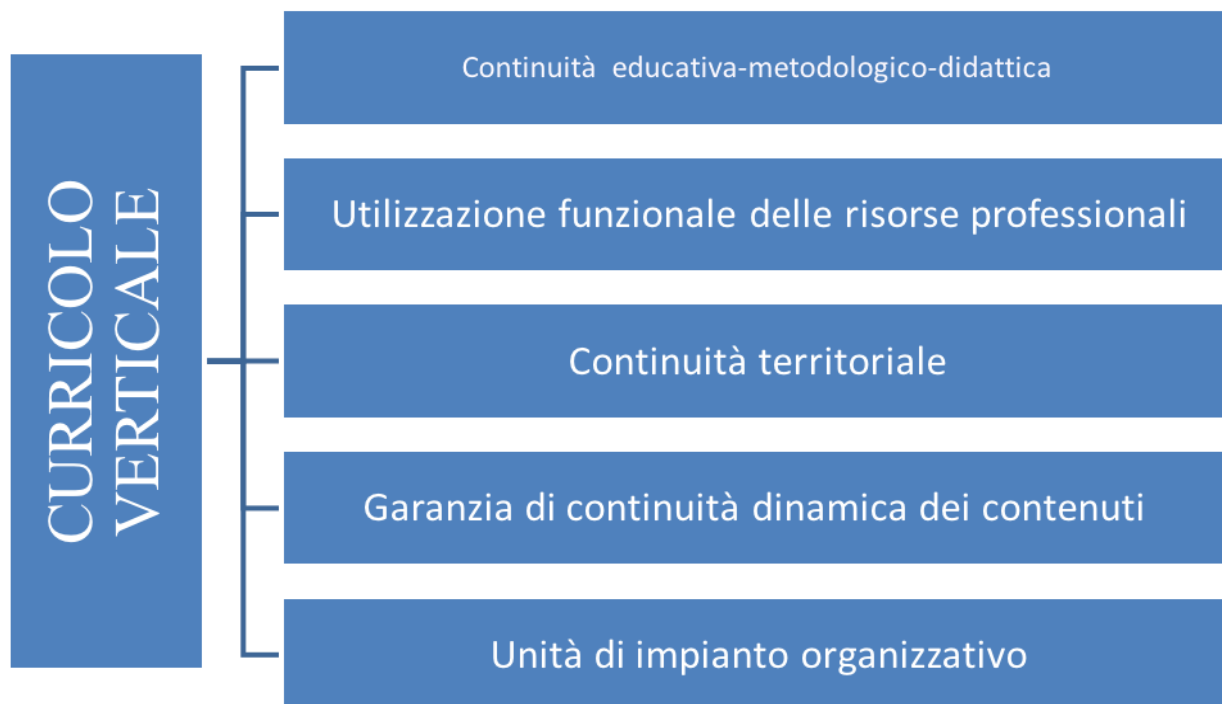 CURRICOLO
VERTICALE
Continuità educativa-metodologico-didattica
Utilizzazione funzionale delle risorse professionali
Continuità territoriale
Garanzia di continuità dinamica dei contenuti
Unità di impianto organizzativo